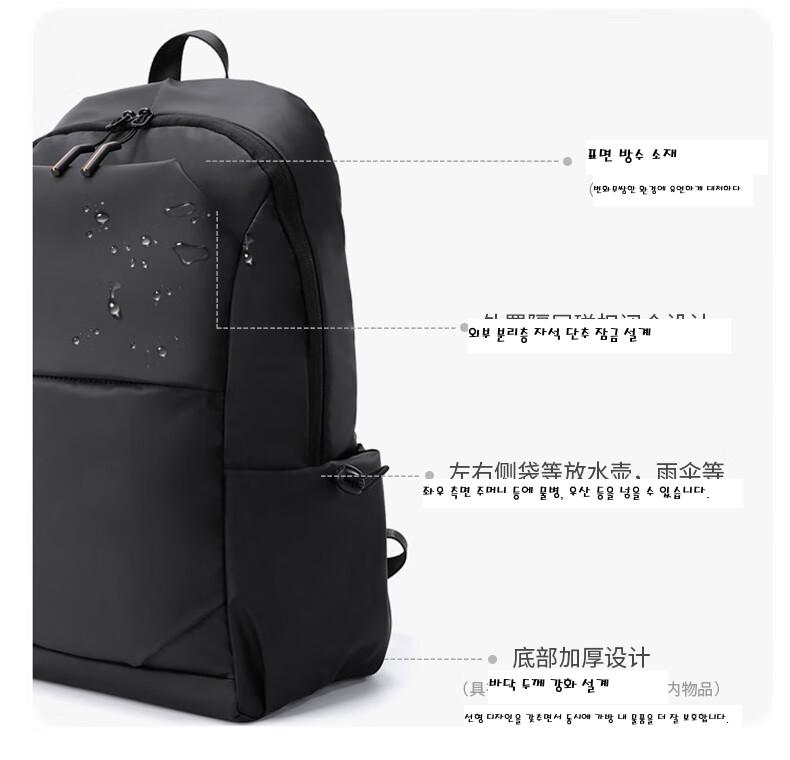 표면 방수 소재
(변화무쌍한 환경에 유연하게 대처하다
외부 분리층 자석 단추 잠금 설계
左右侧袋等放水壶，雨伞等
좌우 측면 주머니 등에 물병, 우산 등을 넣을 수 있습니다.
底部加厚设计
（具 内物品）
바닥 두께 강화 설계
선형 디자인을 갖추면서 동시에 가방 내 물품을 더 잘 보호합니다.